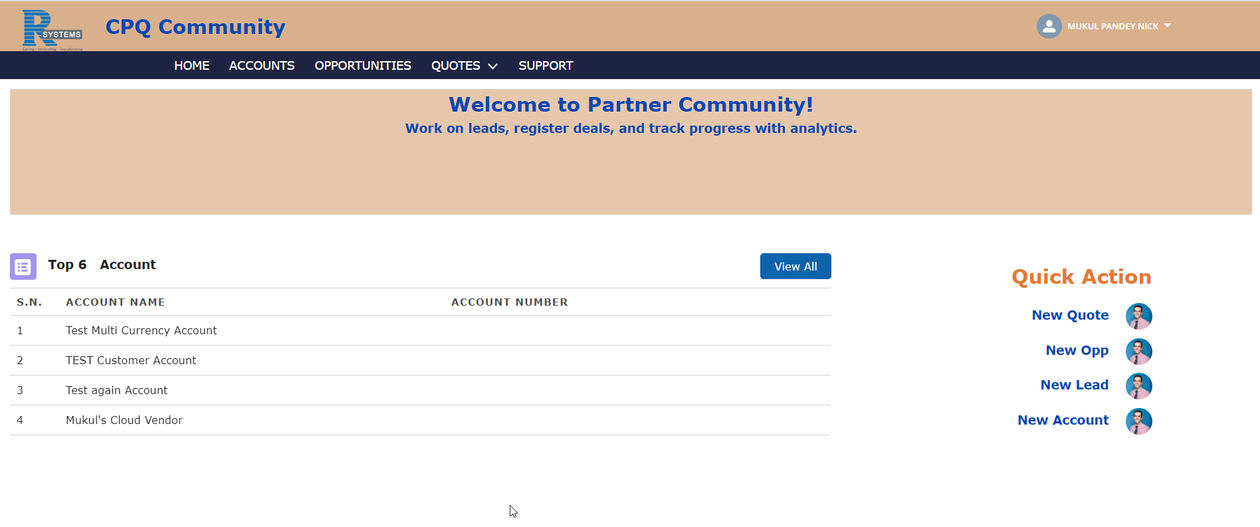 R
SYSTEMS
CPQ Community
MUKUL PANDEY NICK
HOME ACCOUNTS OPPORTUNITIES QUOTES SUPPORT
Welcome to Partner Community!
Work on leads, register deals, and track progress with analytics.
Top 6 Account
View All
S.N. ACCOUNT NAME ACCOUNT NUMBER
1 Test Multi Currency Account
2 TEST Customer Account
3 Test again Account
4 Mukul's Cloud Vendor
Quick Action
New Quote
New Opp
New Lead
New Account